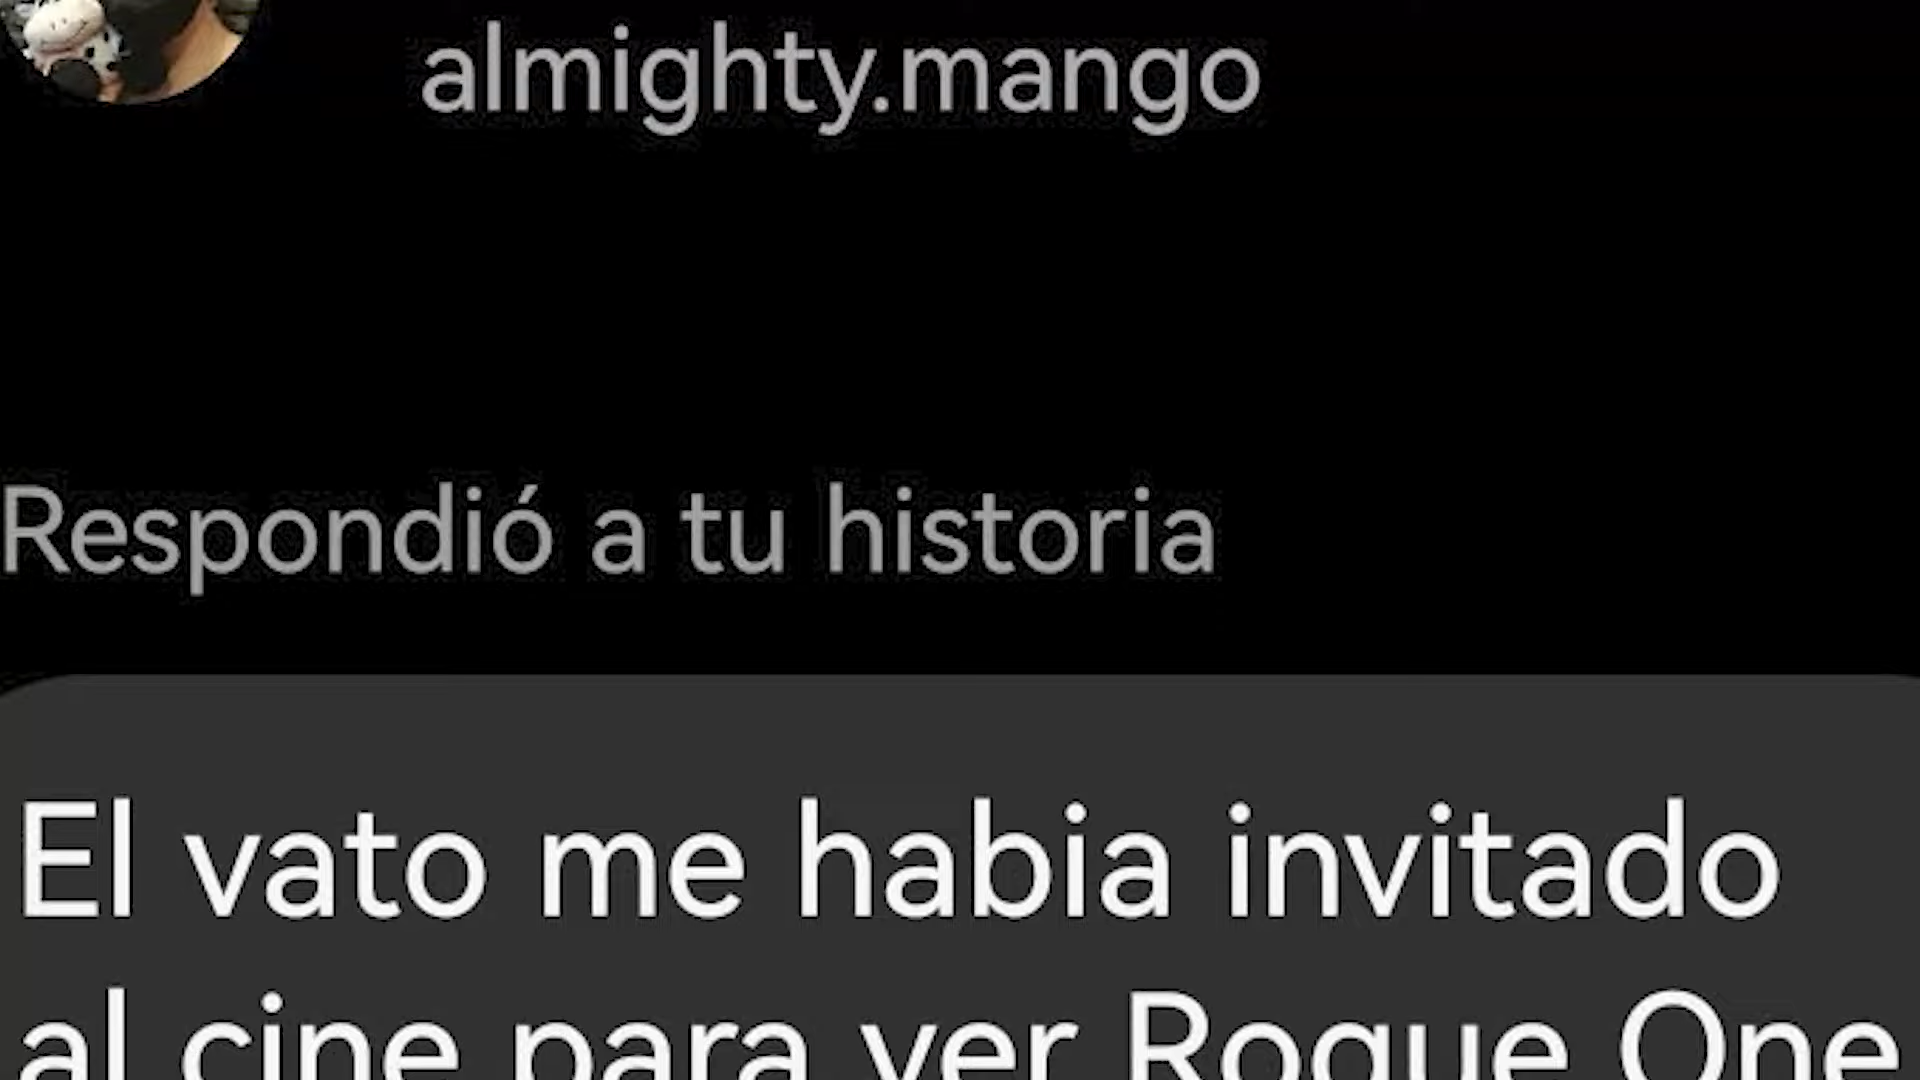 almighty.mango
Respondió a tu historia
El vato me habia invitado
al cine para ver Rogue One